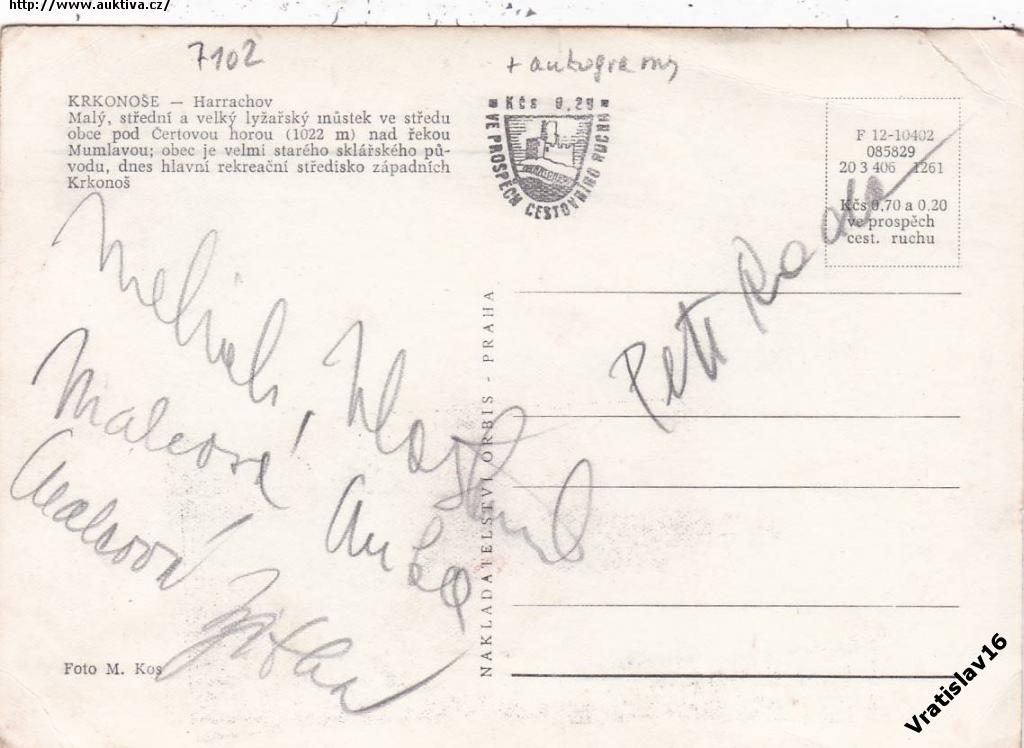 http://www.auktiva.cz/
7102
+ autogramy
KRKONOŠE — Harrachov
Malý, střední a velký lyžařský můstek ve středu
obce pod Čertovou horou (1022 m) nad řekou
Mumlavou; obec je velmi starého sklářského pů-
vodu, dnes hlavní rekreační středisko západních
Krkonoš
Kčs 0.20
VE PROSPĚCH CESTOVNÍHO RUCHU
F 12-10402
085829
20 3 406 1261
Kčs 0,70 a 0.20
ve prospěch
cest. ruchu
Petr
Malcová
NAKLADATELSTVÍ ORBIS - PRAHA
Foto M. Kos
Vratislav16